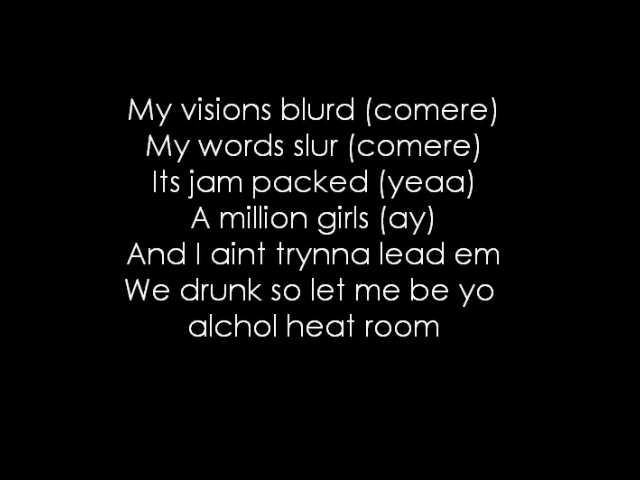 My visions blurd (comere)
My words slur (comere)
Its jam packed (yeaa)
A million girls (ay)
And I aint trynna lead em
We drunk so let me be yo
alchol heat room